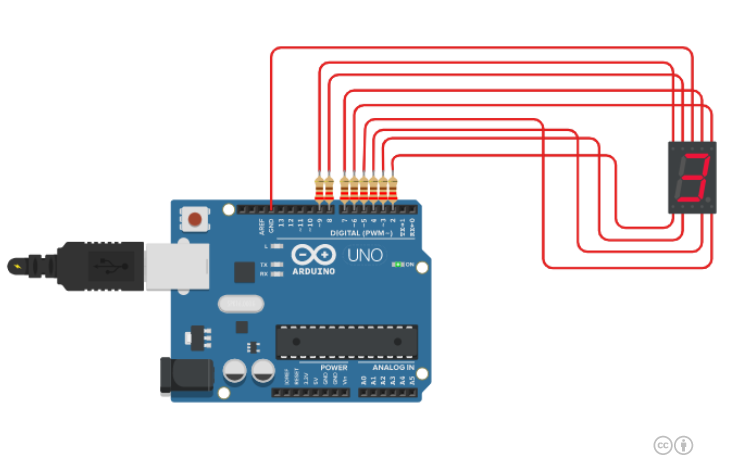 3
AREF
GND
13
12
~11
~10
~9
8
7
~6
~5
4
~3
2
TX→1
RX←0
DIGITAL (PWM~)
L
TX
RX
ARDUINO
UNO
ON
POWER
ANALOG IN
IOREF
RESET
3.3V
5V
GND
GND
Vin
A0
A1
A2
A3
A4
A5
cc